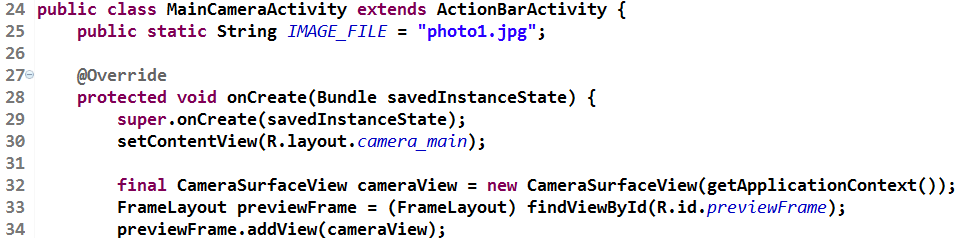 24 public class MainCameraActivity extends ActionBarActivity {
25     public static String IMAGE_FILE = "photo1.jpg";
26
27     @Override
28     protected void onCreate(Bundle savedInstanceState) {
29         super.onCreate(savedInstanceState);
30         setContentView(R.layout.camera_main);
31
32         final CameraSurfaceView cameraView = new CameraSurfaceView(getApplicationContext());
33         FrameLayout previewFrame = (FrameLayout) findViewById(R.id.previewFrame);
34         previewFrame.addView(cameraView);